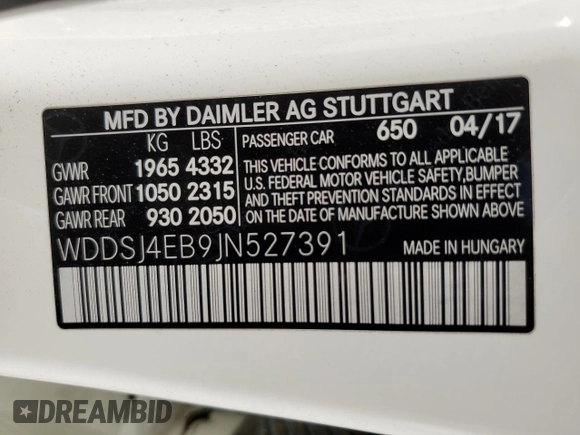 MFD BY DAIMLER AG STUTTGART
KG LBS PASSENGER CAR 650 04/17
GVWR 1965 4332
GAWR FRONT 1050 2315
GAWR REAR 930 2050
THIS VEHICLE CONFORMS TO ALL APPLICABLE
U.S. FEDERAL MOTOR VEHICLE SAFETY,BUMPER
AND THEFT PREVENTION STANDARDS IN EFFECT
ON THE DATE OF MANUFACTURE SHOWN ABOVE.
WDDSJ4EB9JN527391 MADE IN HUNGARY
DREAMBID